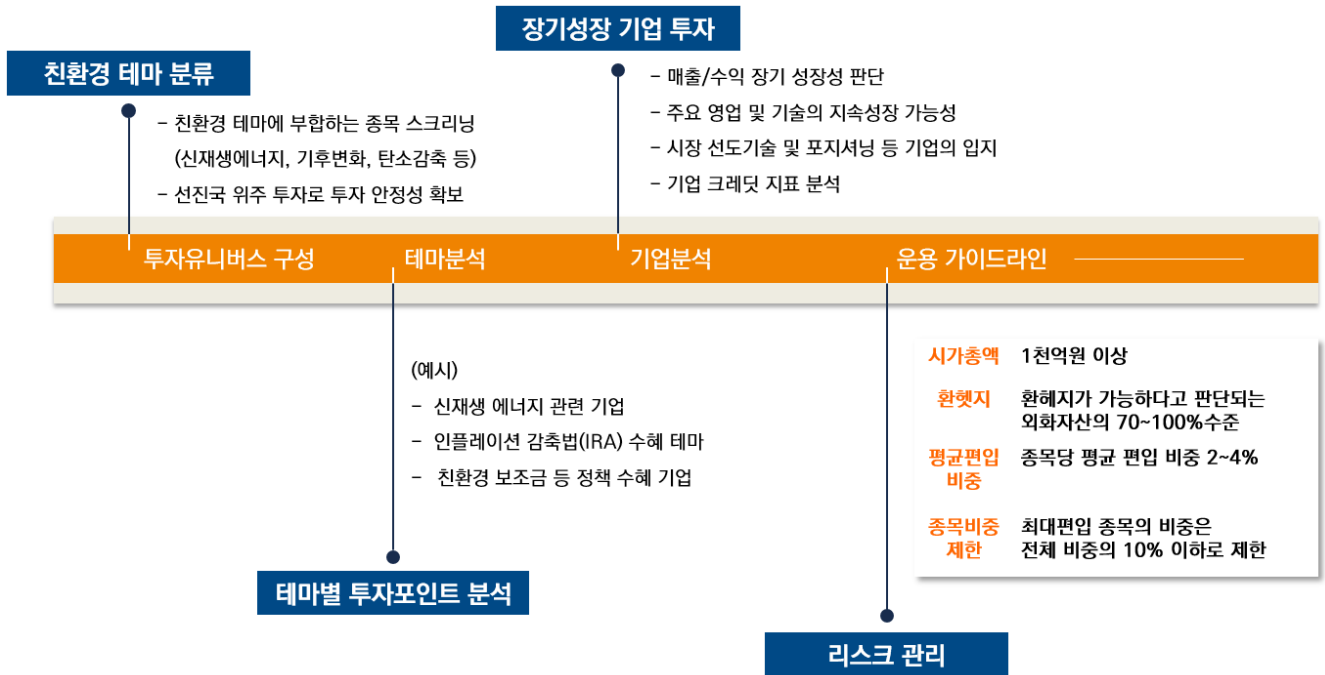 장기성장 기업 투자
친환경 테마 분류
- 매출/수익 장기 성장성 판단
- 주요 영업 및 기술의 지속성장 가능성
- 시장 선도기술 및 포지셔닝 등 기업의 입지
- 기업 크레딧 지표 분석
- 친환경 테마에 부합하는 종목 스크리닝
(신재생에너지, 기후변화, 탄소감축 등)
- 선진국 위주 투자로 투자 안정성 확보
투자유니버스 구성
테마분석
기업분석
운용 가이드라인
(예시)
- 신재생 에너지 관련 기업
- 인플레이션 감축법(IRA) 수혜 테마
- 친환경 보조금 등 정책 수혜 기업
테마별 투자포인트 분석
시가총액 1천억원 이상
환헷지 환헤지가 가능하다고 판단되는
외화자산의 70~100%수준
평균편입 종목당 평균 편입 비중 2~4%
비중
종목비중 최대편입 종목의 비중은
제한 전체 비중의 10% 이하로 제한
리스크 관리